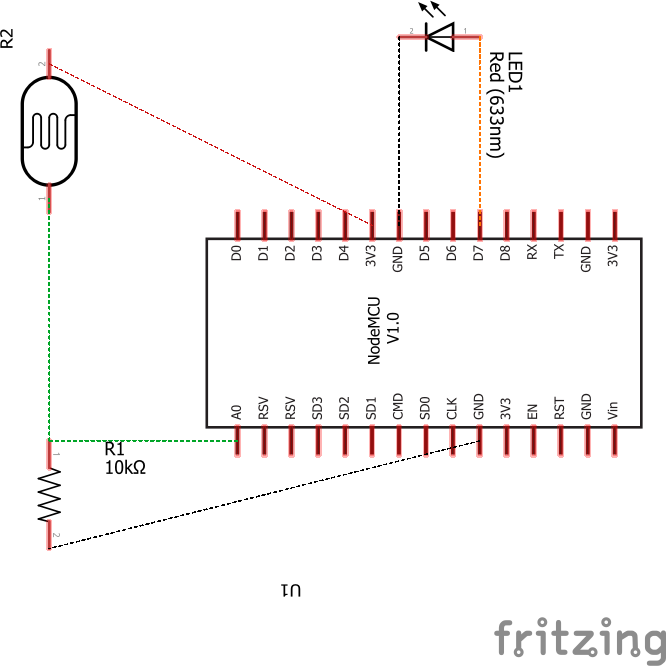 R2
2
1
2
1
LED1
Red (633nm)
D0 D1 D2 D3 D4 3V3 GND D5 D6 D7 D8 RX TX GND 3V3
NodeMCU
V1.0
A0 RSV RSV SD3 SD2 SD1 CMD SD0 CLK GND 3V3 EN RST GND Vin
R1
10kΩ
1
2
U1
fritzing